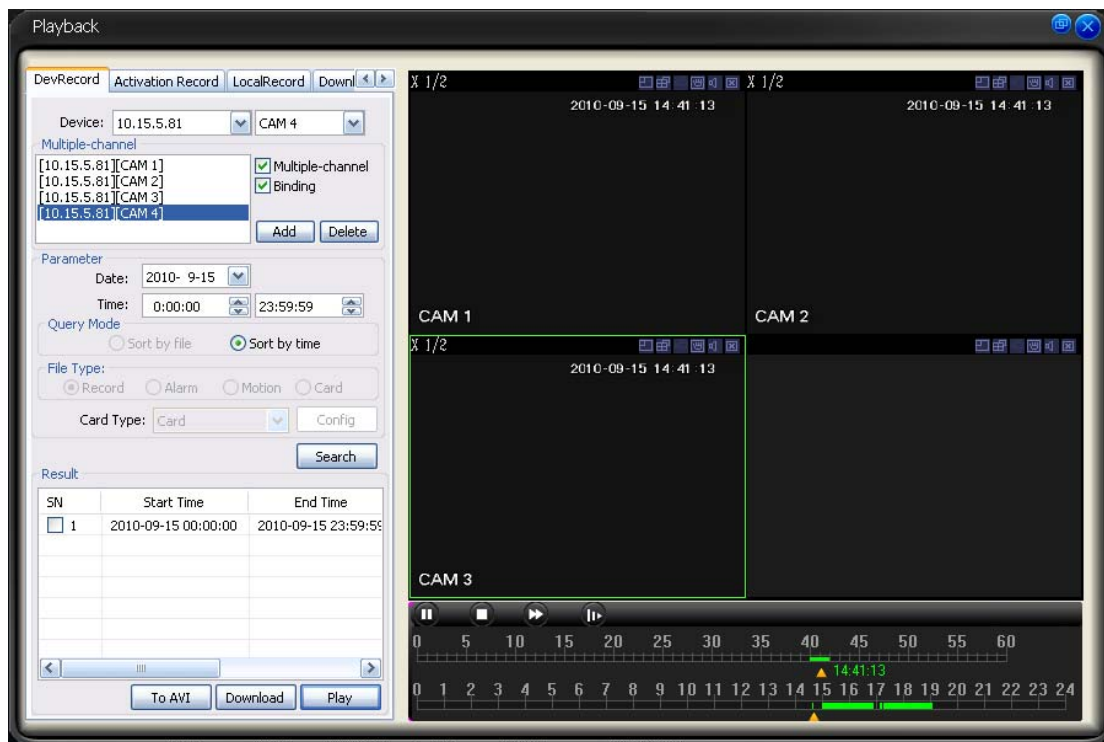 Playback
DevRecord Activation Record LocalRecord Downl
Device: 10.15.5.81 CAM 4
Multiple-channel
[10.15.5.81][CAM 1]
[10.15.5.81][CAM 2]
[10.15.5.81][CAM 3]
[10.15.5.81][CAM 4]
Multiple-channel
Binding
Add Delete
Parameter
Date: 2010- 9-15
Time: 0:00:00 23:59:59
Query Mode
Sort by file Sort by time
File Type:
Record Alarm Motion Card
Card Type: Card Config
Search
Result
SN Start Time End Time
1 2010-09-15 00:00:00 2010-09-15 23:59:59
To AVI Download Play
X 1/2
2010-09-15 14:41:13
CAM 1
X 1/2
2010-09-15 14:41:13
CAM 2
X 1/2
2010-09-15 14:41:13
CAM 3
0 5 10 15 20 25 30 35 40 45 50 55 60
14:41:13
0 1 2 3 4 5 6 7 8 9 10 11 12 13 14 15 16 17 18 19 20 21 22 23 24